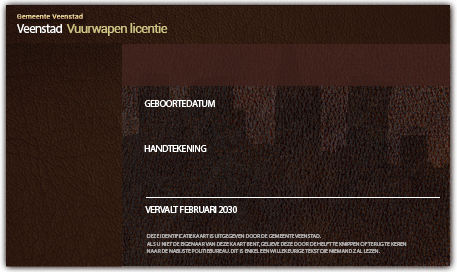 Gemeente Veenstad
Veenstad Vuurwapen licentie
GEBOORTEDATUM
HANDTEKENING
VERVALT FEBRUARI 2030
DEZE IDENTIFICATIEKAART IS UITGEGEVEN DOOR DE GEMEENTE VEENSTAD.
ALS U NIET DE EIGENAAR VAN DEZE KAART BENT, GELIEVE DEZE DOOR DE HELFT TE KNIPPEN OF TERUG TE KEREN
NAAR DE NABIJSTE POLITIEBUREAU. DIT IS ENKEL EEN WILLEKEURIGE TEKST DIE NIEMAND ZAL LEZEN.